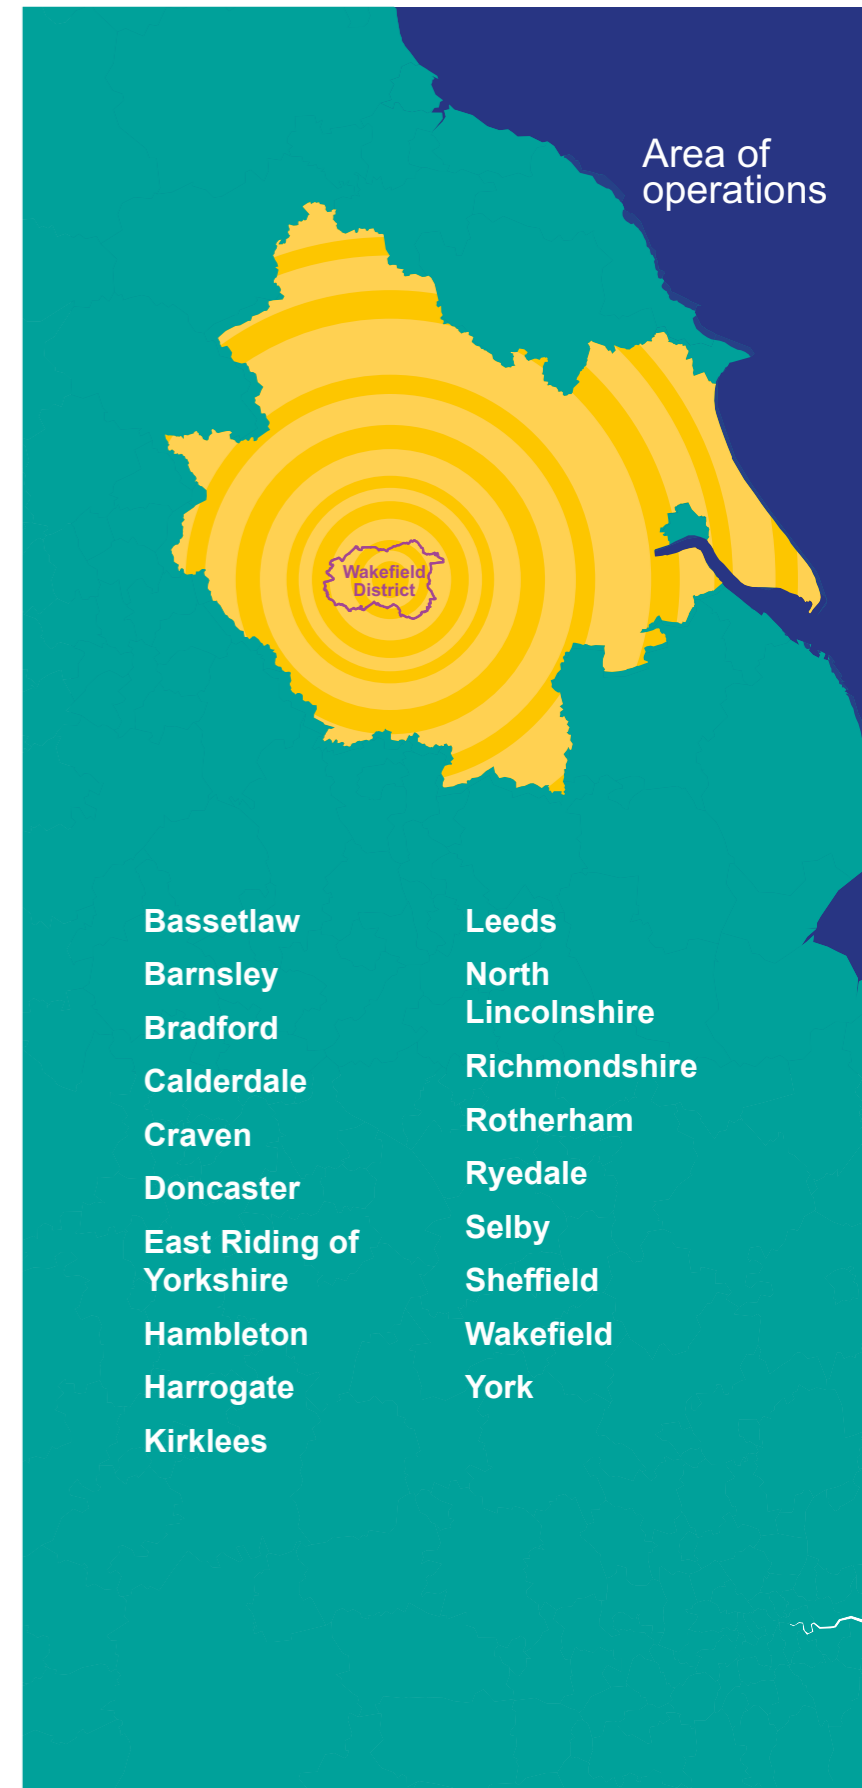 Area of
operations
Wakefield
District
Bassetlaw
Barnsley
Bradford
Calderdale
Craven
Doncaster
East Riding of
Yorkshire
Hambleton
Harrogate
Kirklees
Leeds
North
Lincolnshire
Richmondshire
Rotherham
Ryedale
Selby
Sheffield
Wakefield
York